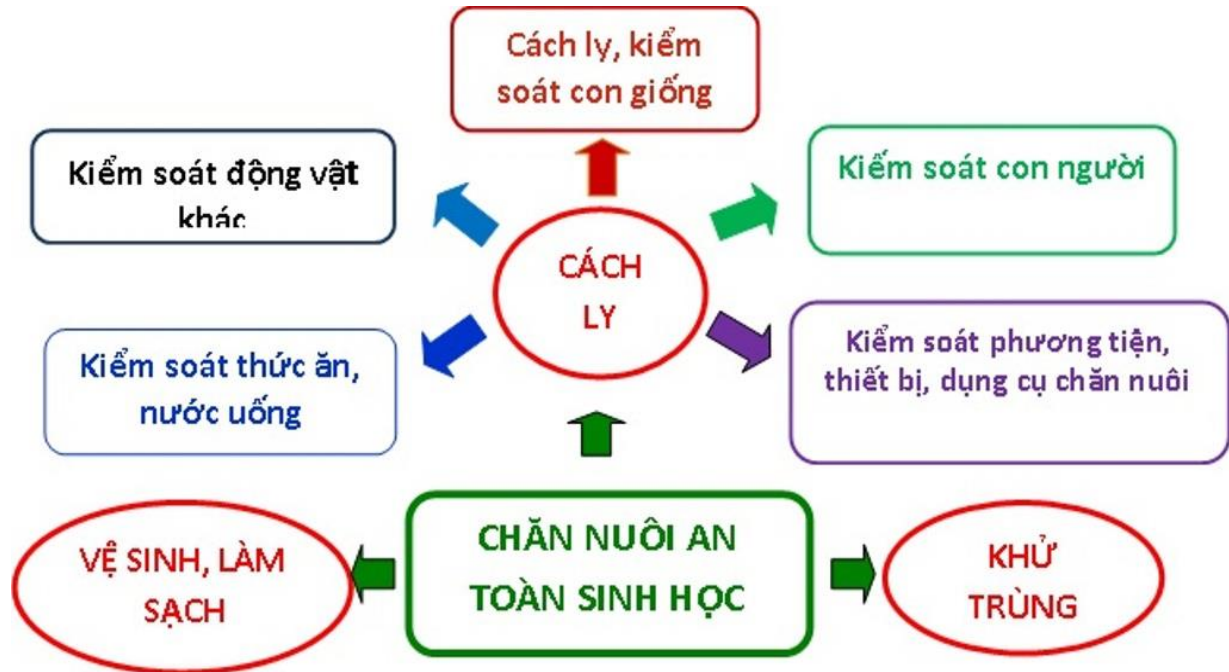 Cách ly, kiểm
soát con giống
Kiểm soát động vật
khác
Kiểm soát con người
CÁCH
LY
Kiểm soát thức ăn,
nước uống
Kiểm soát phương tiện,
thiết bị, dụng cụ chăn nuôi
VỆ SINH, LÀM
SẠCH
CHĂN NUÔI AN
TOÀN SINH HỌC
KHỬ
TRÙNG